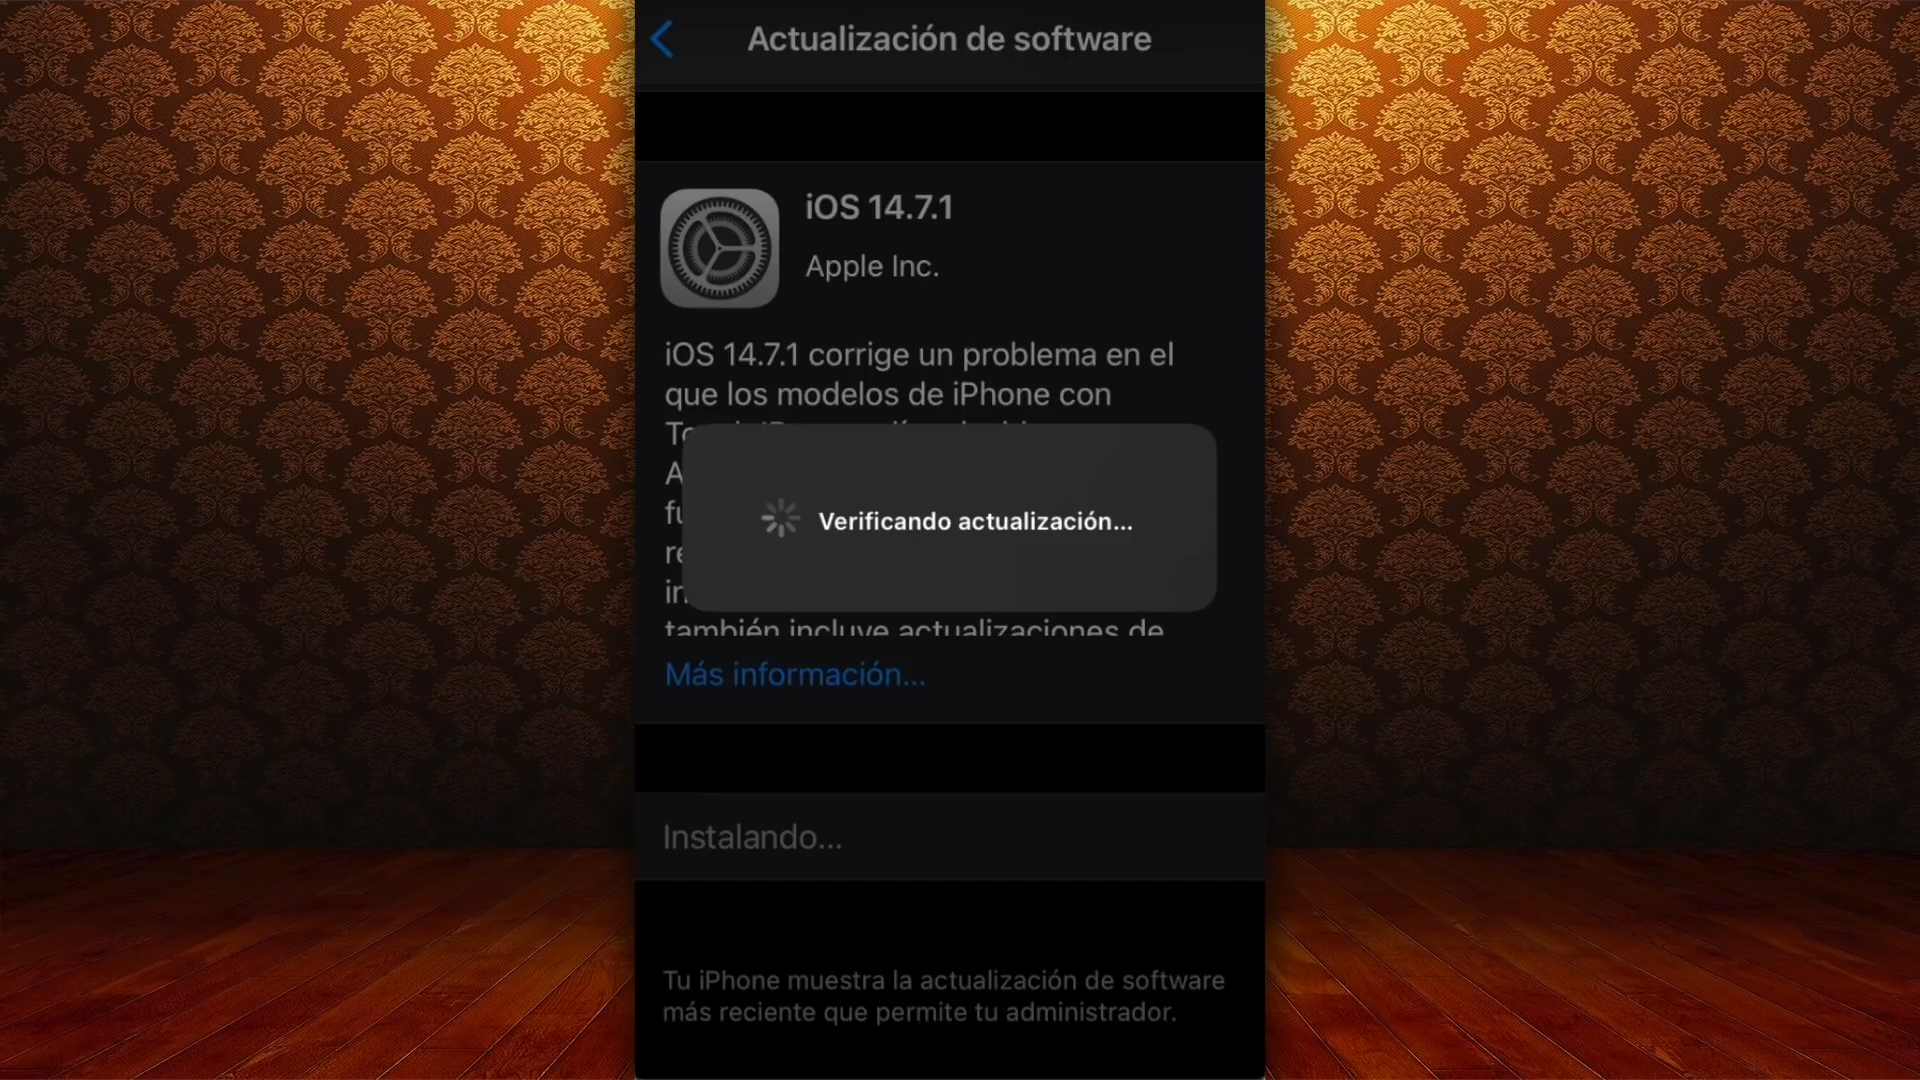 Actualización de software
iOS 14.7.1
Apple Inc.
iOS 14.7.1 corrige un problema en el
que los modelos de iPhone con
Verificando actualización...
también incluye actualizaciones de
Más información...
Instalando...
Tu iPhone muestra la actualización de software
más reciente que permite tu administrador.